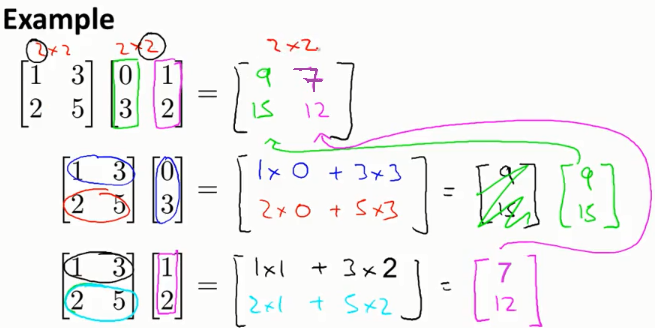 Example
2×2 2×2 2×2
[1 3; 2 5] [0 1; 3 2] = [9 7; 15 12]
[1 3; 2 5] [0; 3] = [1×0 + 3×3; 2×0 + 5×3] = [9; 15] [9; 15]
[1 3; 2 5] [1; 2] = [1×1 + 3×2; 2×1 + 5×2] = [7; 12]